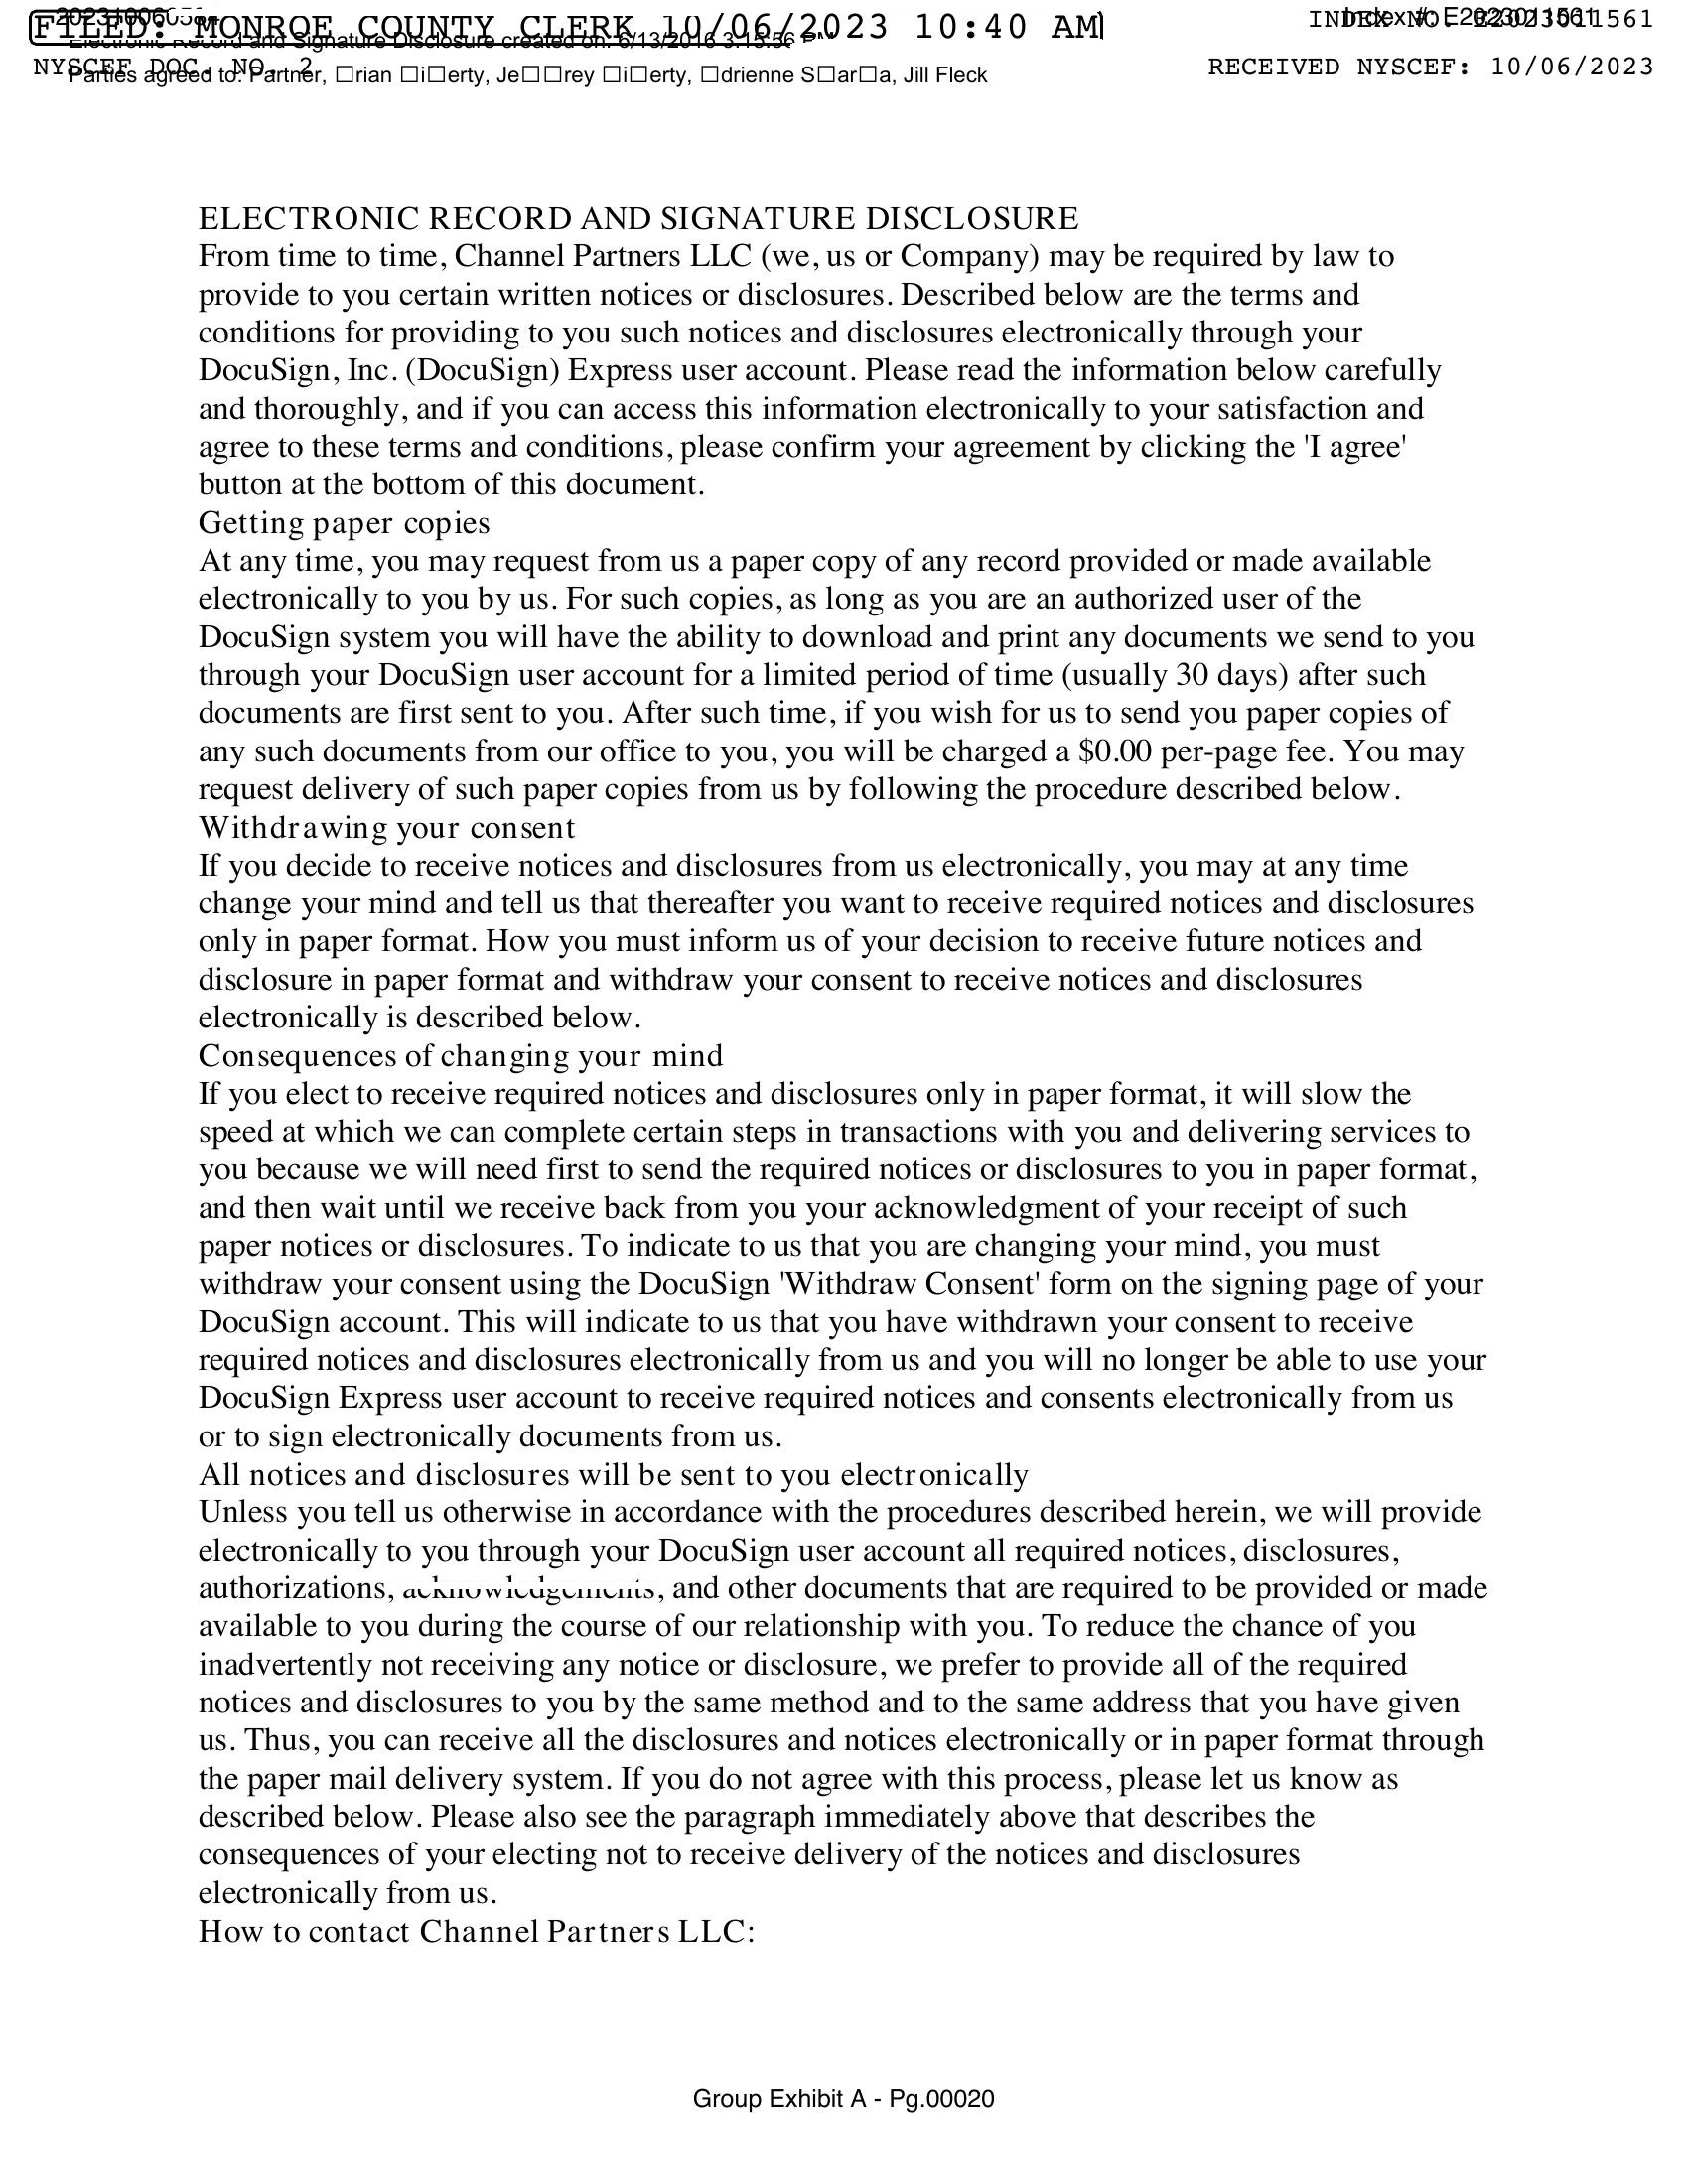 FILED: MONROE COUNTY CLERK 10/06/2023 10:40 AM
INDEX NO. E2023011561
Index #: E2023011561
Electronic Record and Signature Disclosure created on: 6/13/2016 3:15:56 PM
NYSCEF DOC. NO. 2
RECEIVED NYSCEF: 10/06/2023
Parties agreed to: Partner, □rian □i□erty, Je□□rey □i□erty, □drienne S□ar□a, Jill Fleck
ELECTRONIC RECORD AND SIGNATURE DISCLOSURE
From time to time, Channel Partners LLC (we, us or Company) may be required by law to
provide to you certain written notices or disclosures. Described below are the terms and
conditions for providing to you such notices and disclosures electronically through your
DocuSign, Inc. (DocuSign) Express user account. Please read the information below carefully
and thoroughly, and if you can access this information electronically to your satisfaction and
agree to these terms and conditions, please confirm your agreement by clicking the 'I agree'
button at the bottom of this document.
Getting paper copies
At any time, you may request from us a paper copy of any record provided or made available
electronically to you by us. For such copies, as long as you are an authorized user of the
DocuSign system you will have the ability to download and print any documents we send to you
through your DocuSign user account for a limited period of time (usually 30 days) after such
documents are first sent to you. After such time, if you wish for us to send you paper copies of
any such documents from our office to you, you will be charged a $0.00 per-page fee. You may
request delivery of such paper copies from us by following the procedure described below.
Withdrawing your consent
If you decide to receive notices and disclosures from us electronically, you may at any time
change your mind and tell us that thereafter you want to receive required notices and disclosures
only in paper format. How you must inform us of your decision to receive future notices and
disclosure in paper format and withdraw your consent to receive notices and disclosures
electronically is described below.
Consequences of changing your mind
If you elect to receive required notices and disclosures only in paper format, it will slow the
speed at which we can complete certain steps in transactions with you and delivering services to
you because we will need first to send the required notices or disclosures to you in paper format,
and then wait until we receive back from you your acknowledgment of your receipt of such
paper notices or disclosures. To indicate to us that you are changing your mind, you must
withdraw your consent using the DocuSign 'Withdraw Consent' form on the signing page of your
DocuSign account. This will indicate to us that you have withdrawn your consent to receive
required notices and disclosures electronically from us and you will no longer be able to use your
DocuSign Express user account to receive required notices and consents electronically from us
or to sign electronically documents from us.
All notices and disclosures will be sent to you electronically
Unless you tell us otherwise in accordance with the procedures described herein, we will provide
electronically to you through your DocuSign user account all required notices, disclosures,
authorizations, acknowledgements, and other documents that are required to be provided or made
available to you during the course of our relationship with you. To reduce the chance of you
inadvertently not receiving any notice or disclosure, we prefer to provide all of the required
notices and disclosures to you by the same method and to the same address that you have given
us. Thus, you can receive all the disclosures and notices electronically or in paper format through
the paper mail delivery system. If you do not agree with this process, please let us know as
described below. Please also see the paragraph immediately above that describes the
consequences of your electing not to receive delivery of the notices and disclosures
electronically from us.
How to contact Channel Partners LLC:
Group Exhibit A - Pg.00020